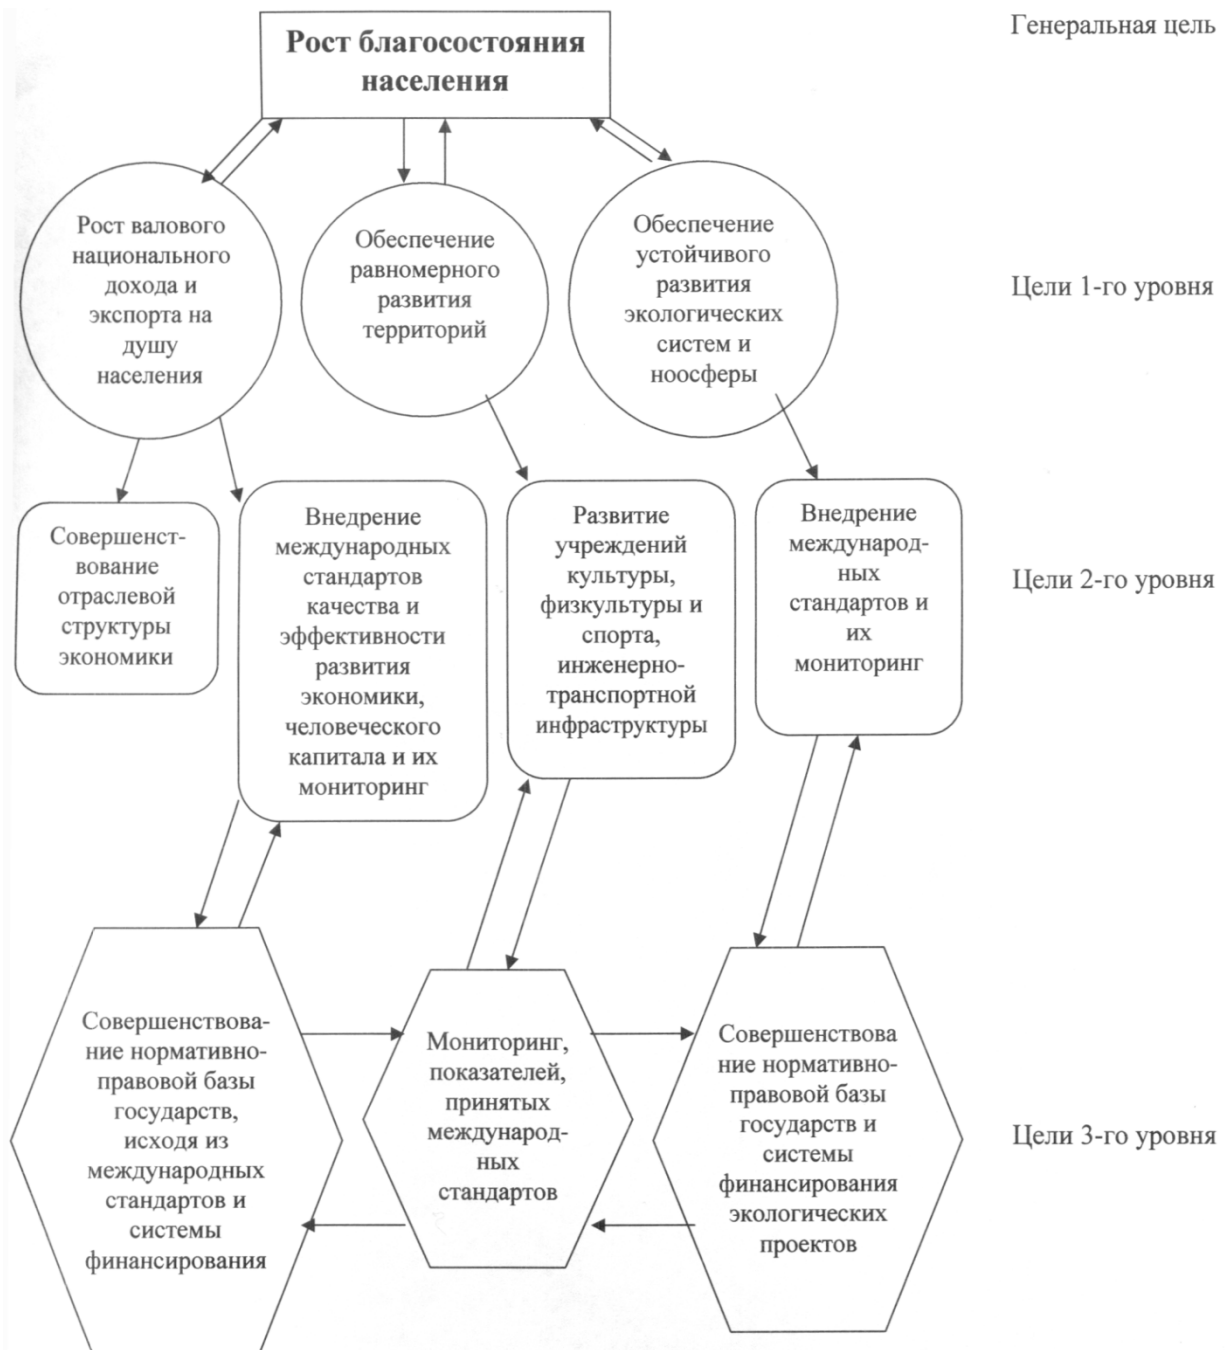 Генеральная цель
Рост благосостояния
населения
Рост валового
национального
дохода и
экспорта на
душу
населения
Обеспечение
равномерного
развития
территорий
Обеспечение
устойчивого
развития
экологических
систем и
ноосферы
Цели 1-го уровня
Совершенст-
вование
отраслевой
структуры
экономики
Внедрение
международных
стандартов
качества и
эффективности
развития
экономики,
человеческого
капитала и их
мониторинг
Развитие
учреждений
культуры,
физкультуры и
спорта,
инженерно-
транспортной
инфраструктуры
Внедрение
международ-
ных
стандартов и
их
мониторинг
Цели 2-го уровня
Совершенствова-
ние нормативно-
правовой базы
государств,
исходя из
международных
стандартов и
системы
финансирования
Мониторинг,
показателей,
принятых
международ-
ных
стандартов
Совершенствова
ние нормативно-
правовой базы
государств и
системы
финансирования
экологических
проектов
Цели 3-го уровня